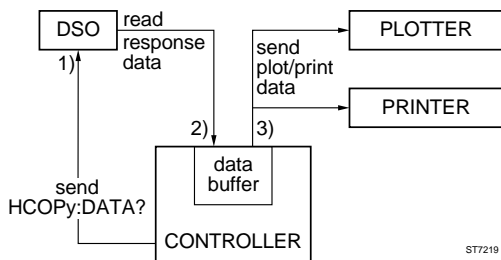 DSO
1)
read
response
data
send
plot/print
data
PLOTTER
PRINTER
2)
3)
data
buffer
send
HCOPy:DATA?
CONTROLLER
ST7219